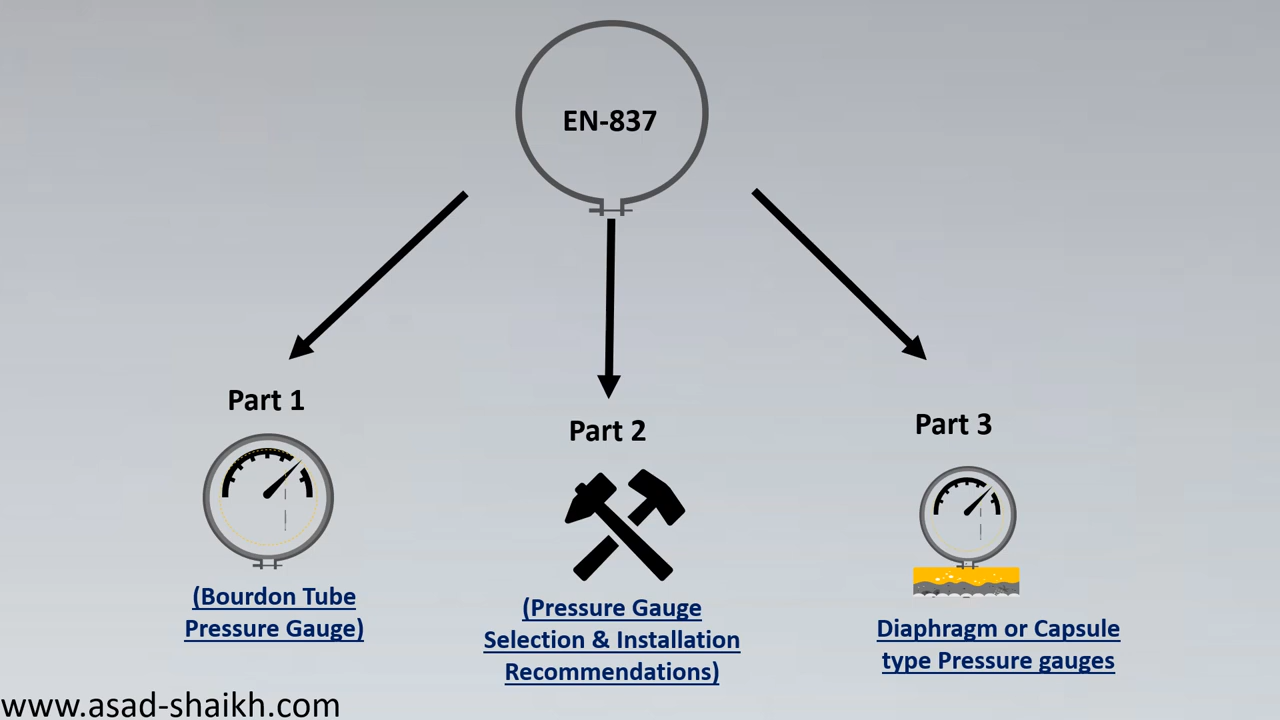 EN-837
Part 1
(Bourdon Tube
Pressure Gauge)
Part 2
(Pressure Gauge
Selection & Installation
Recommendations)
Part 3
Diaphragm or Capsule
type Pressure gauges
www.asad-shaikh.com